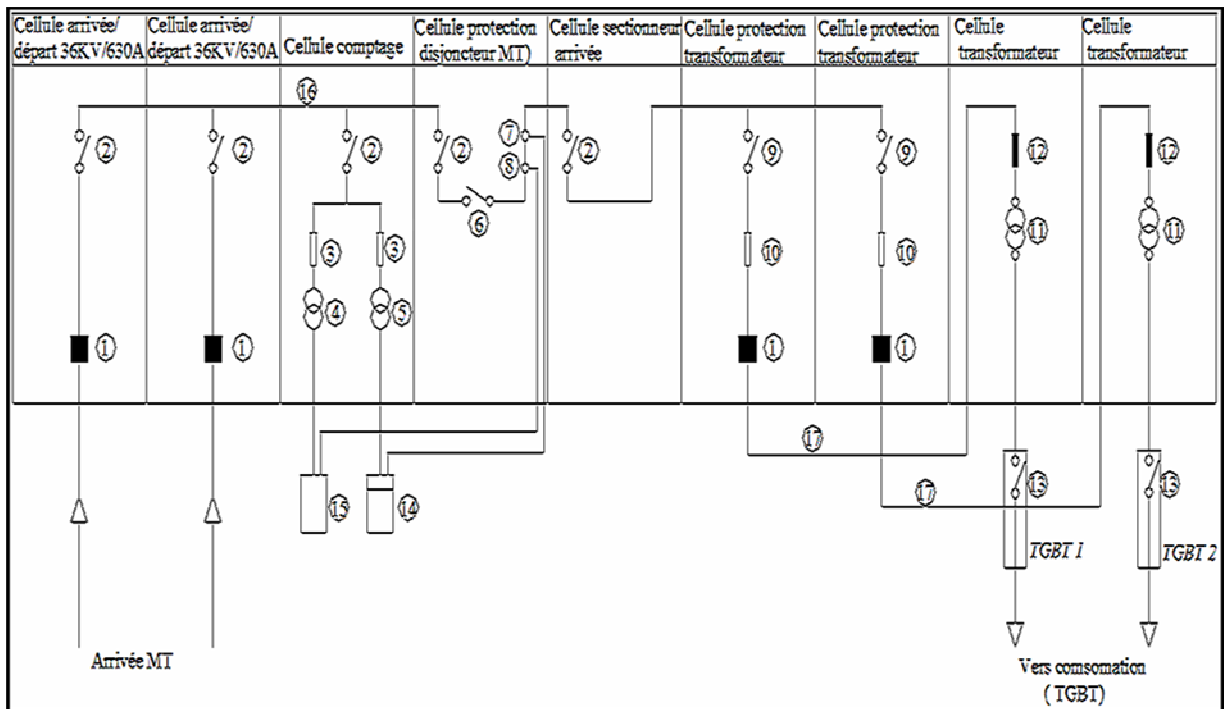 Cellule arrivée/
départ 36KV/630A
Cellule arrivée/
départ 36KV/630A
Cellule comptage
Cellule protection
disjoncteur MT)
Cellule sectionneur
arrivée
Cellule protection
transformateur
Cellule protection
transformateur
Cellule
transformateur
Cellule
transformateur
16
2
2
2
2
7
8
2
9
9
12
12
6
3
3
10
10
11
11
4
5
1
1
1
1
17
17
15
14
13
13
TGBT 1
TGBT 2
Arrivée MT
Vers comsomation
( TGBT)